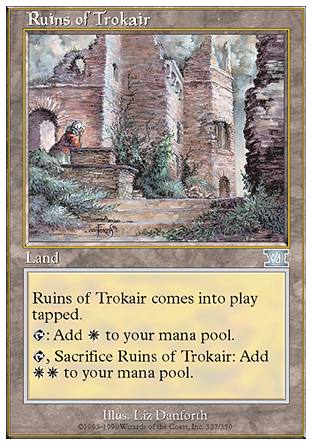 Ruins of Trokair
Land
Ruins of Trokair comes into play
tapped.
: Add to your mana pool.
, Sacrifice Ruins of Trokair: Add
to your mana pool.
Illus. Liz Danforth
©1993-1999 Wizards of the Coast, Inc. 327/350